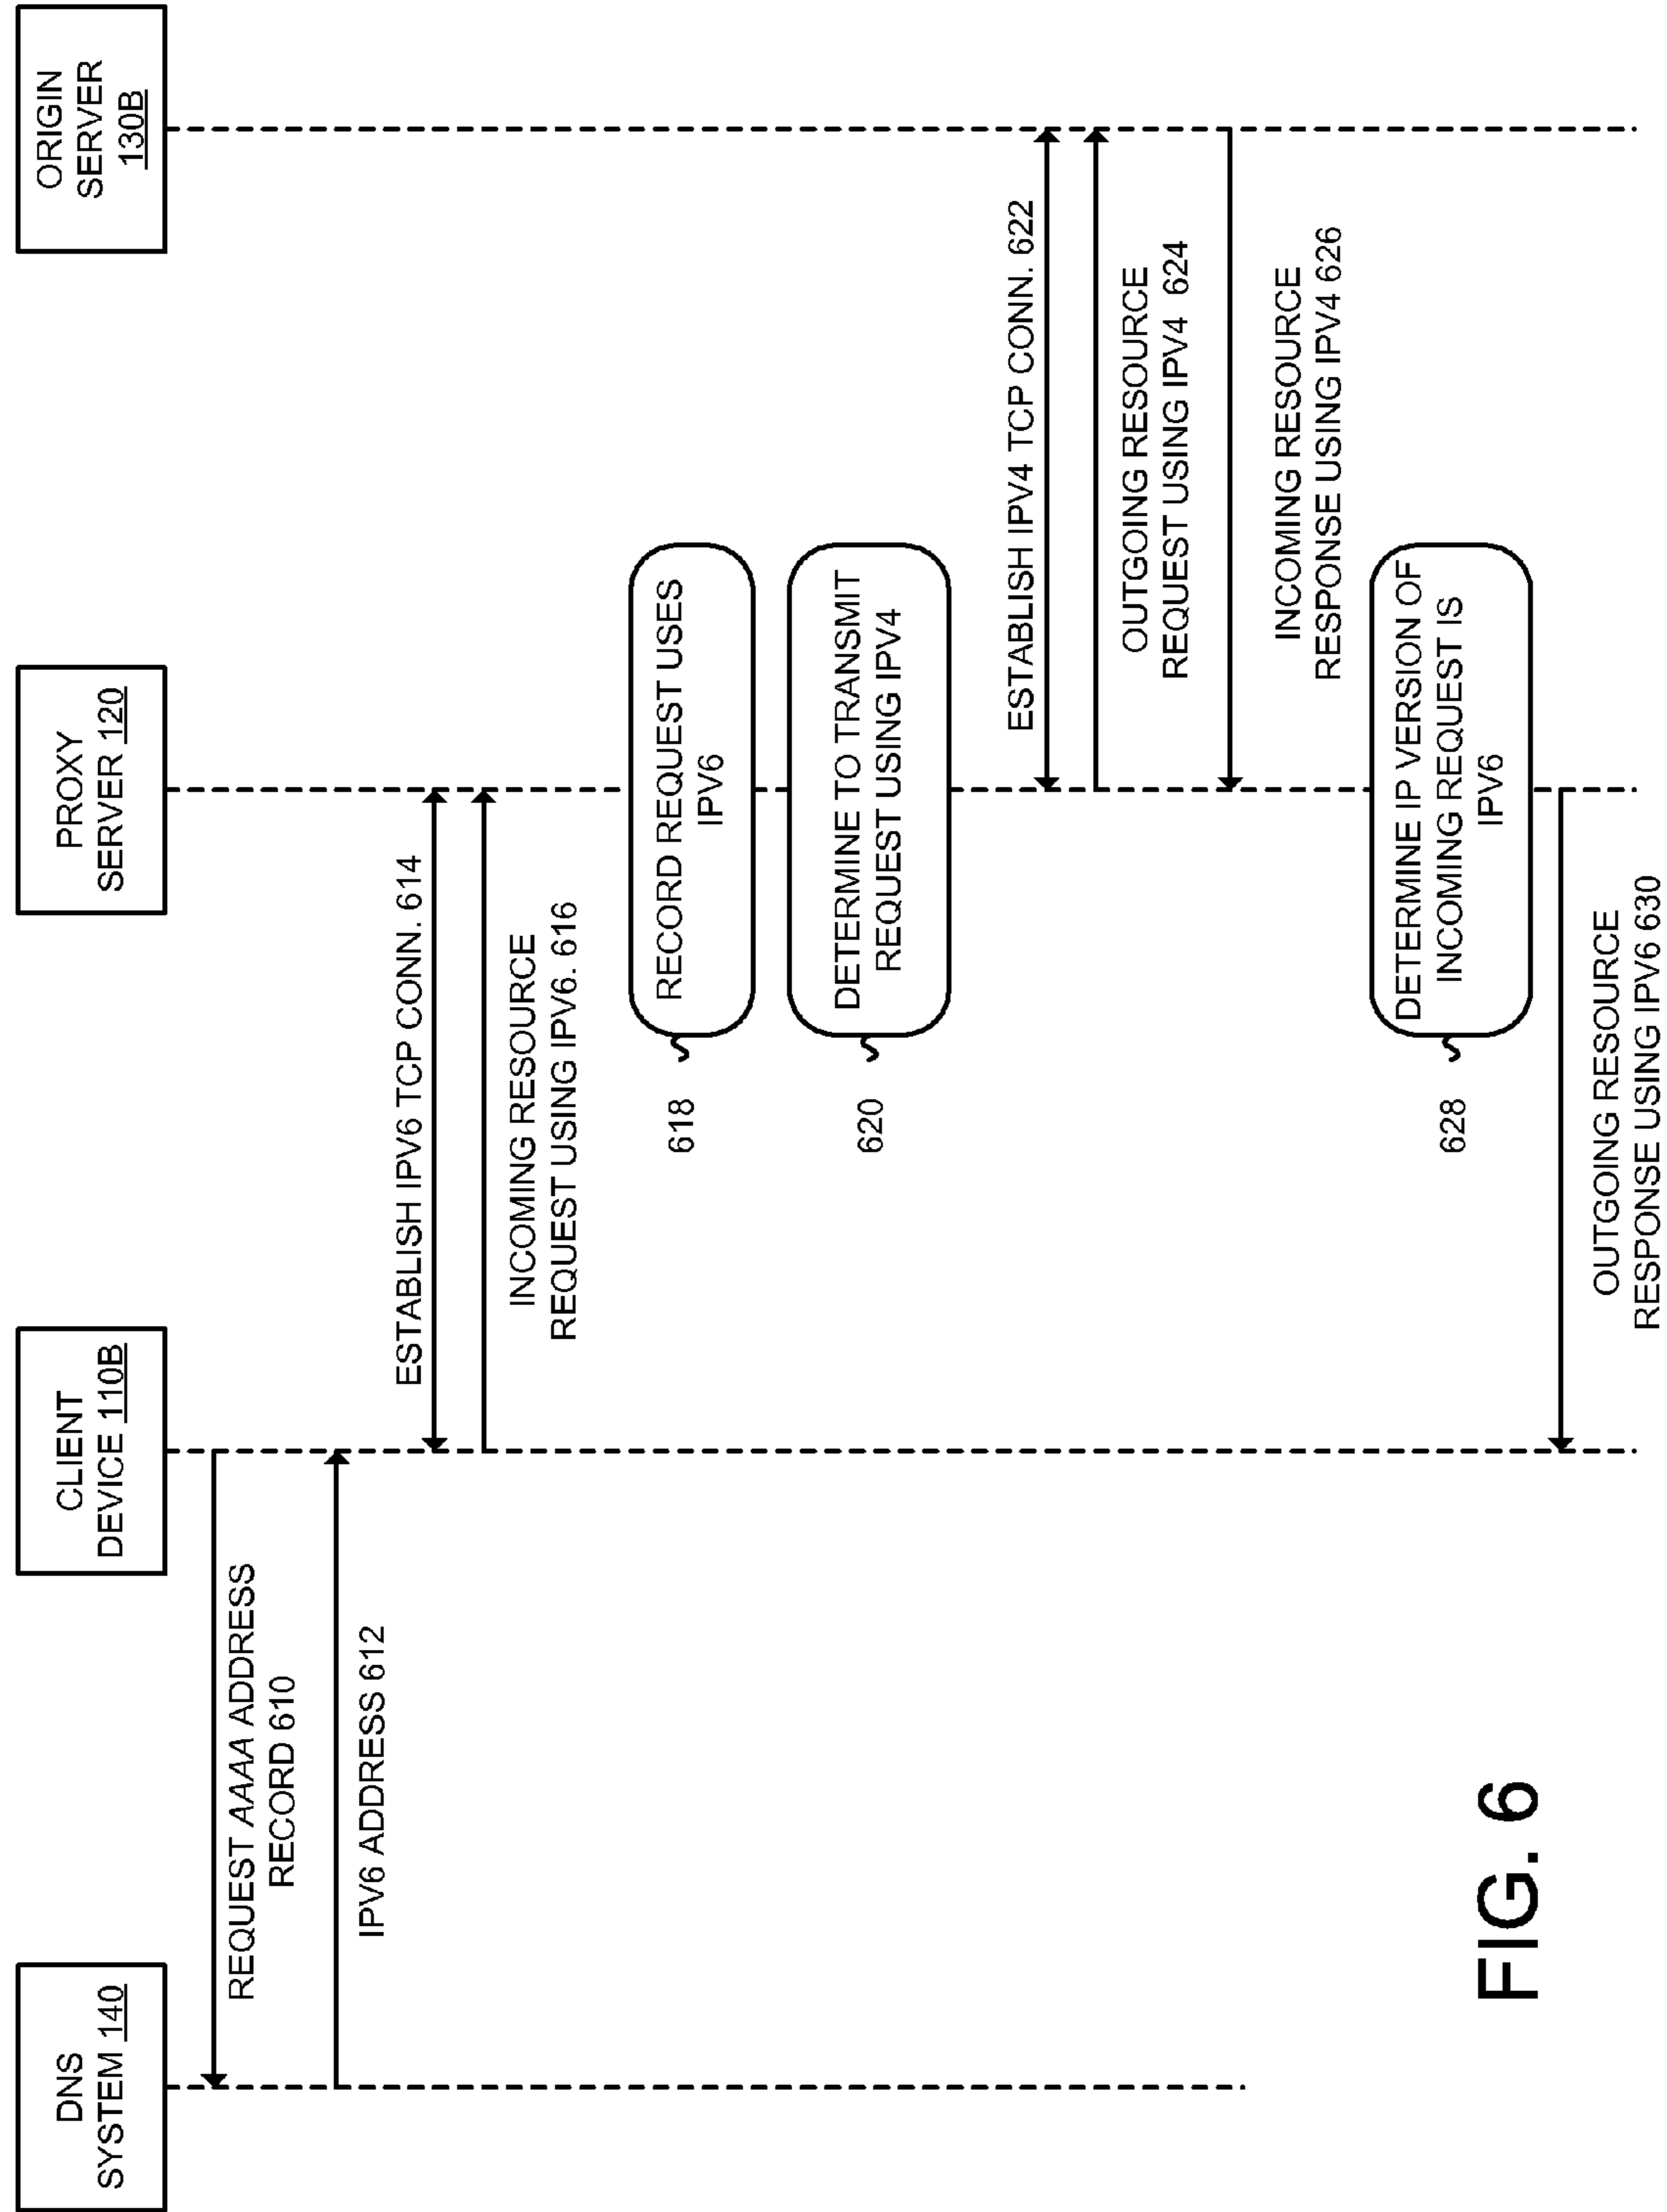 DNS
SYSTEM 140
CLIENT
DEVICE 110B
PROXY
SERVER 120
ORIGIN
SERVER
130B
REQUEST AAAA ADDRESS
RECORD 610
IPV6 ADDRESS 612
ESTABLISH IPV6 TCP CONN. 614
INCOMING RESOURCE
REQUEST USING IPV6. 616
618
RECORD REQUEST USES
IPV6
620
DETERMINE TO TRANSMIT
REQUEST USING IPV4
ESTABLISH IPV4 TCP CONN. 622
OUTGOING RESOURCE
REQUEST USING IPV4 624
INCOMING RESOURCE
RESPONSE USING IPV4 626
628
DETERMINE IP VERSION OF
INCOMING REQUEST IS
IPV6
OUTGOING RESOURCE
RESPONSE USING IPV6 630
FIG. 6